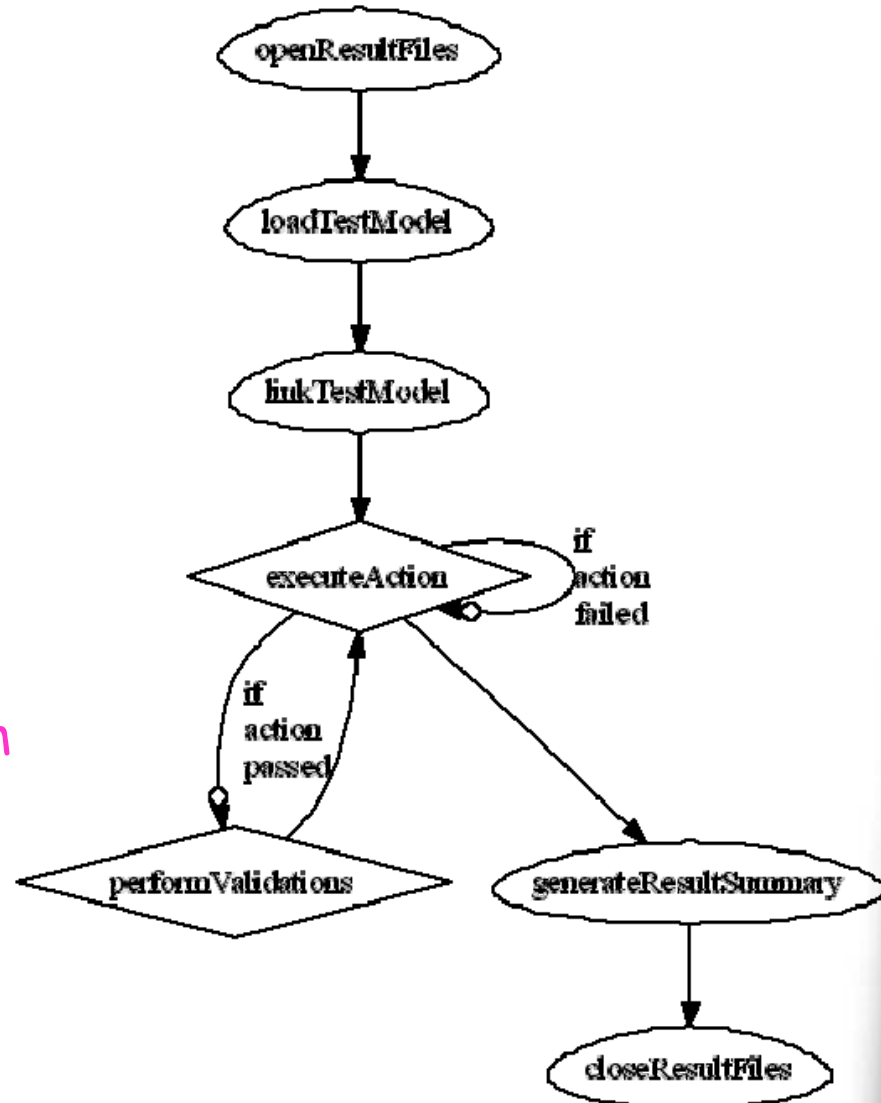 openResultFiles
loadTestModel
linkTestModel
executeAction
if
action
failed
if
action
passed
performValidations
generateResultSummary
closeResultFiles